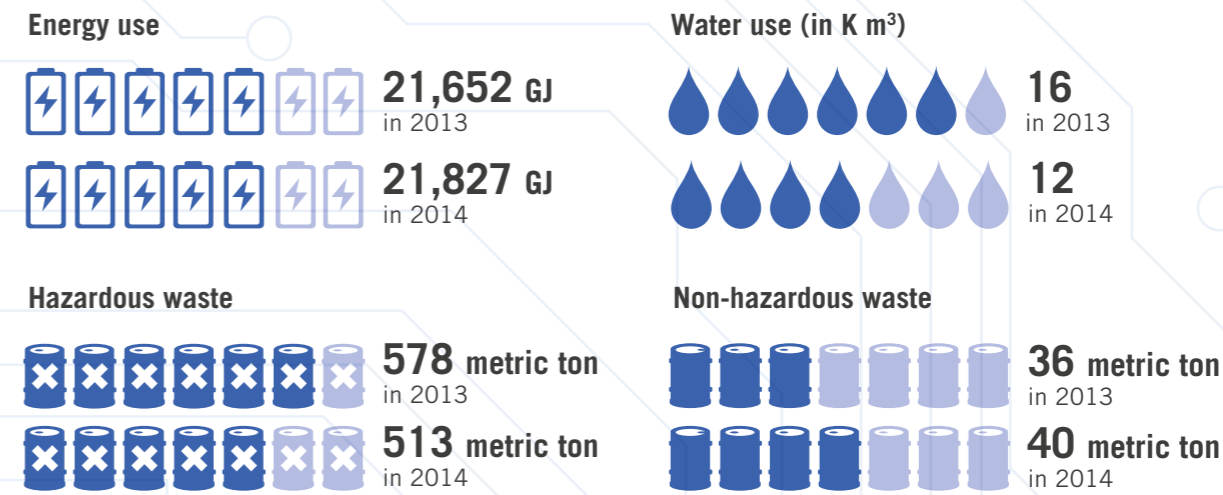 Energy use
21,652 GJ
in 2013
21,827 GJ
in 2014
Water use (in K m³)
16
in 2013
12
in 2014
Hazardous waste
578 metric ton
in 2013
513 metric ton
in 2014
Non-hazardous waste
36 metric ton
in 2013
40 metric ton
in 2014